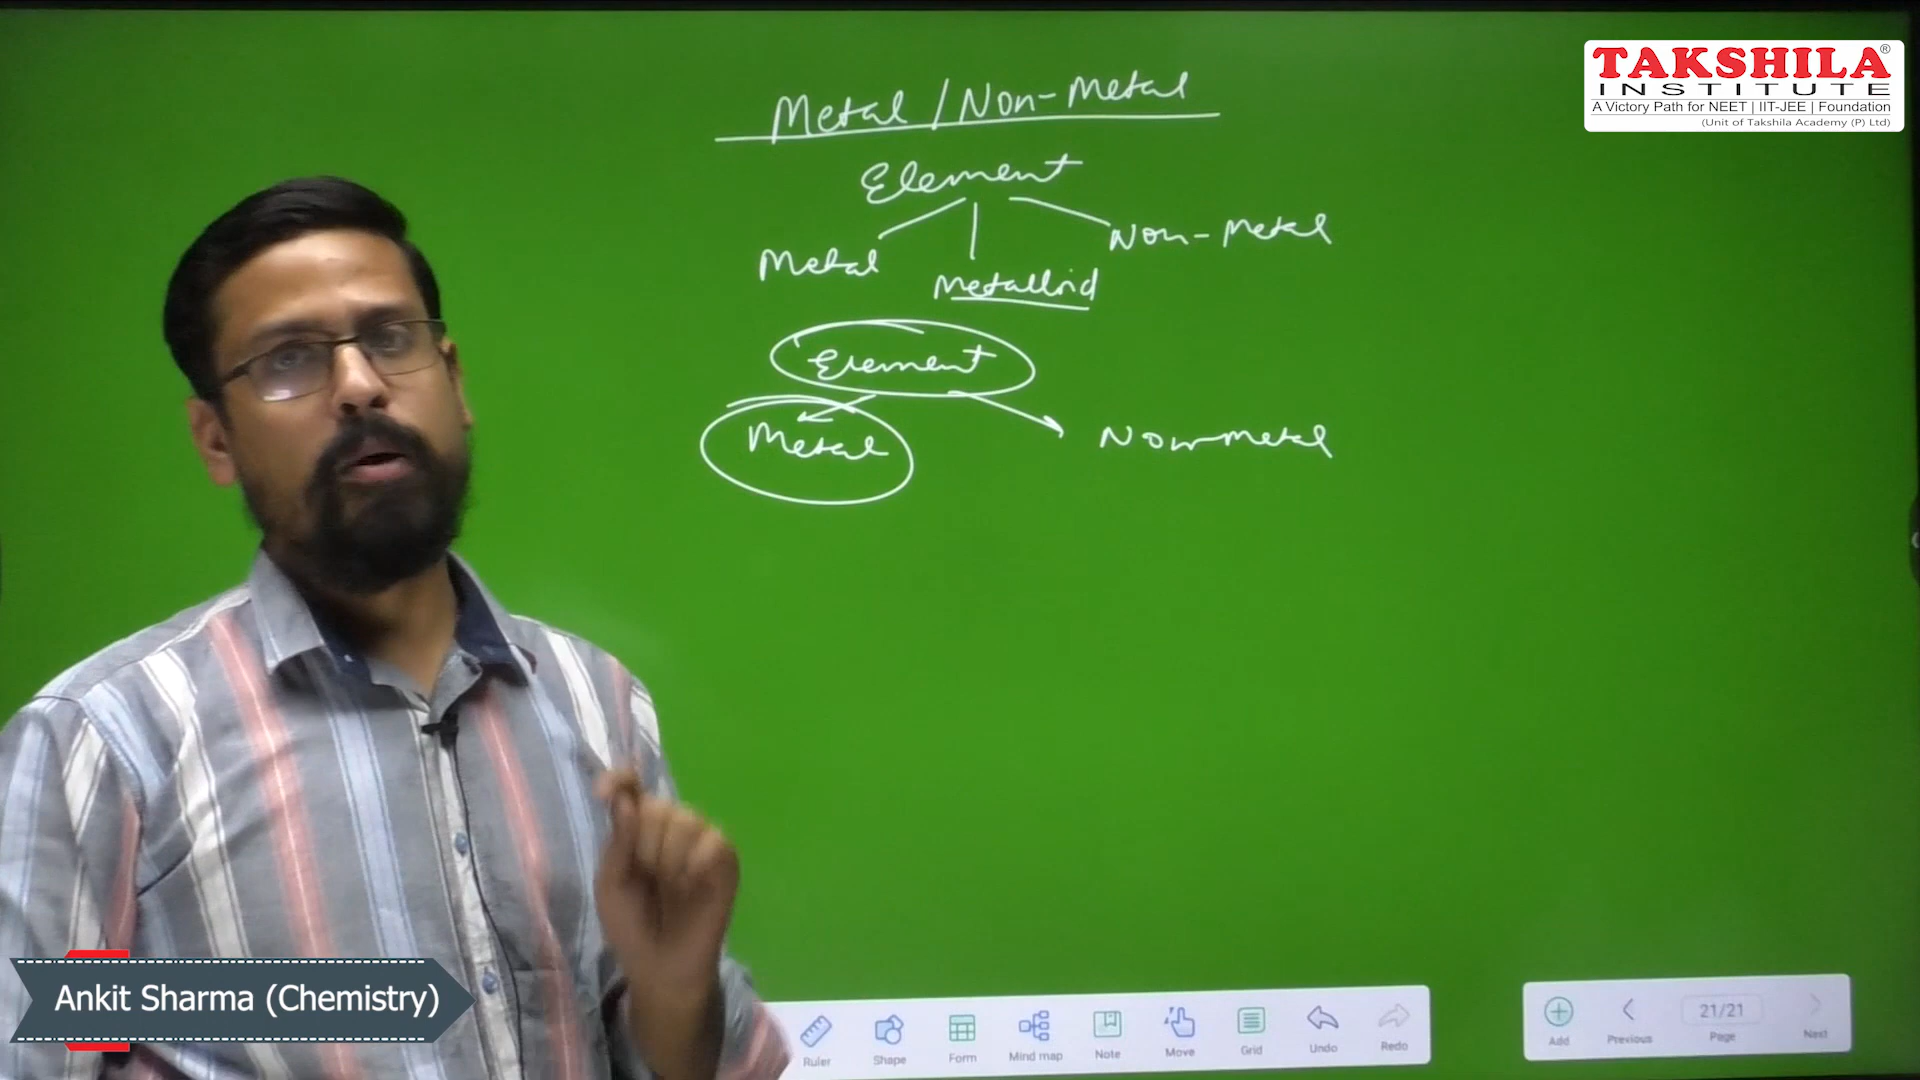 TAKSHILA®
INSTITUTE
A Victory Path for NEET | IIT-JEE | Foundation
(Unit of Takshila Academy (P) Ltd)
Metal / Non-Metal
Element
Metal Metalloid Non-Metal
Element
Metal Non-metal
Ankit Sharma (Chemistry)
Ruler Shape Form Mind map Note Move Grid Undo Redo
Add Previous 21/21 Page Next